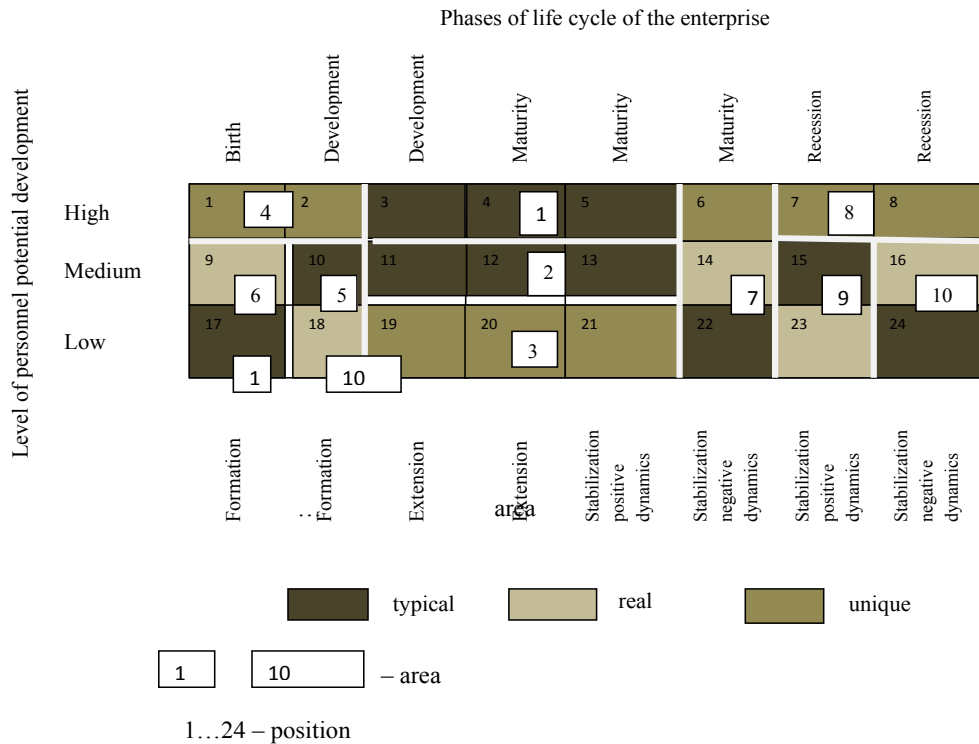 Phases of life cycle of the enterprise
Level of personnel potential development
Birth
Development
Development
Maturity
Maturity
Maturity
Recession
Recession
High
1
4
2
3
4
1
5
6
7
8
8
Medium
9
6
10
5
11
12
2
13
14
7
15
9
16
10
Low
17
1
18
10
19
20
3
21
22
23
24
Formation
Formation
Extension
Extension
Stabilization
positive
dynamics
Stabilization
negative
dynamics
Stabilization
positive
dynamics
Stabilization
negative
dynamics
…
area
typical
real
unique
1
10
– area
1…24 – position